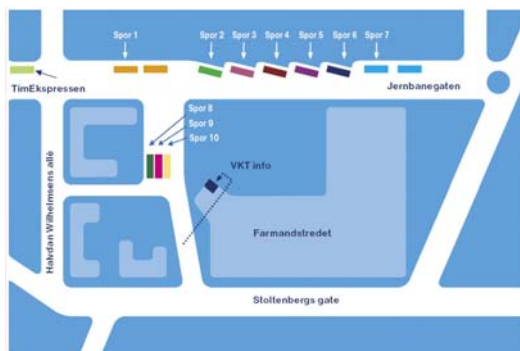 Spor 1
Spor 2
Spor 3
Spor 4
Spor 5
Spor 6
Spor 7
TimEkspressen
Jernbanegaten
Spor 8
Spor 9
Spor 10
VKT info
Halvdan Wilhelmsens allé
Farmandstredet
Stoltenbergs gate